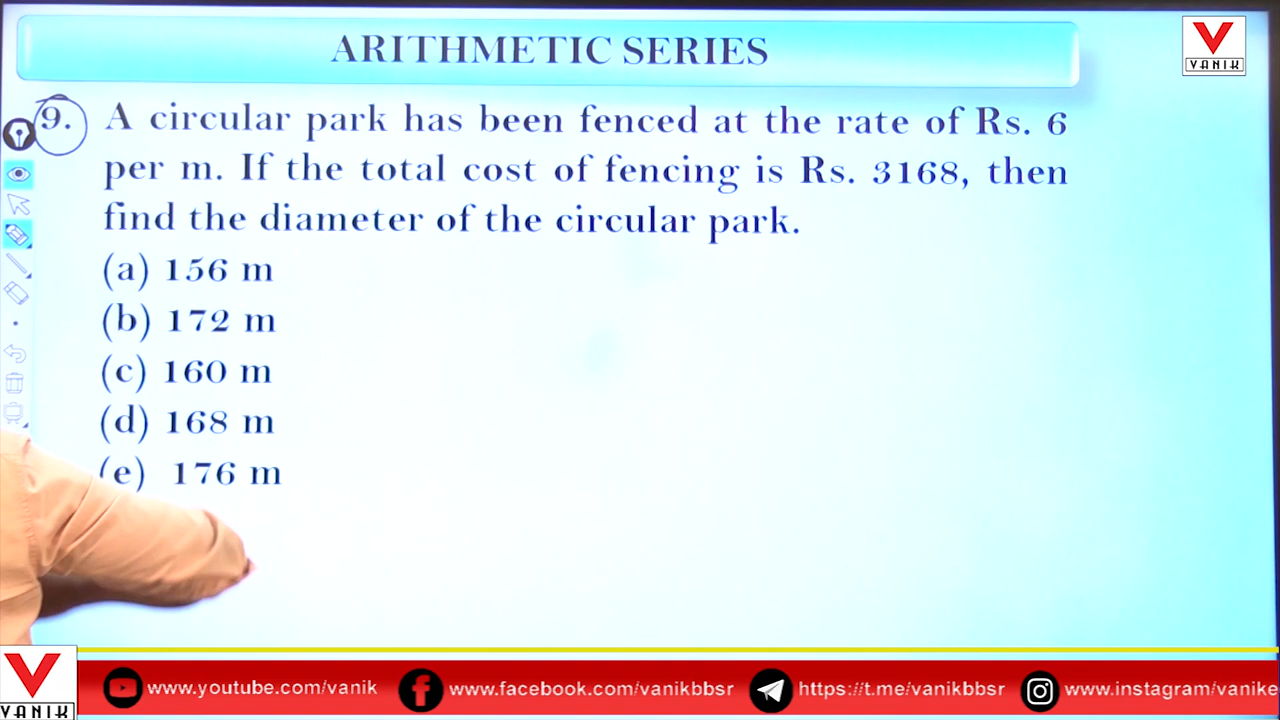 ARITHMETIC SERIES
VANIK
9. A circular park has been fenced at the rate of Rs. 6
per m. If the total cost of fencing is Rs. 3168, then
find the diameter of the circular park.
(a) 156 m
(b) 172 m
(c) 160 m
(d) 168 m
(e) 176 m
VANIK
www.youtube.com/vanik
www.facebook.com/vanikbbsr
https://t.me/vanikbbsr
www.instagram/vanike